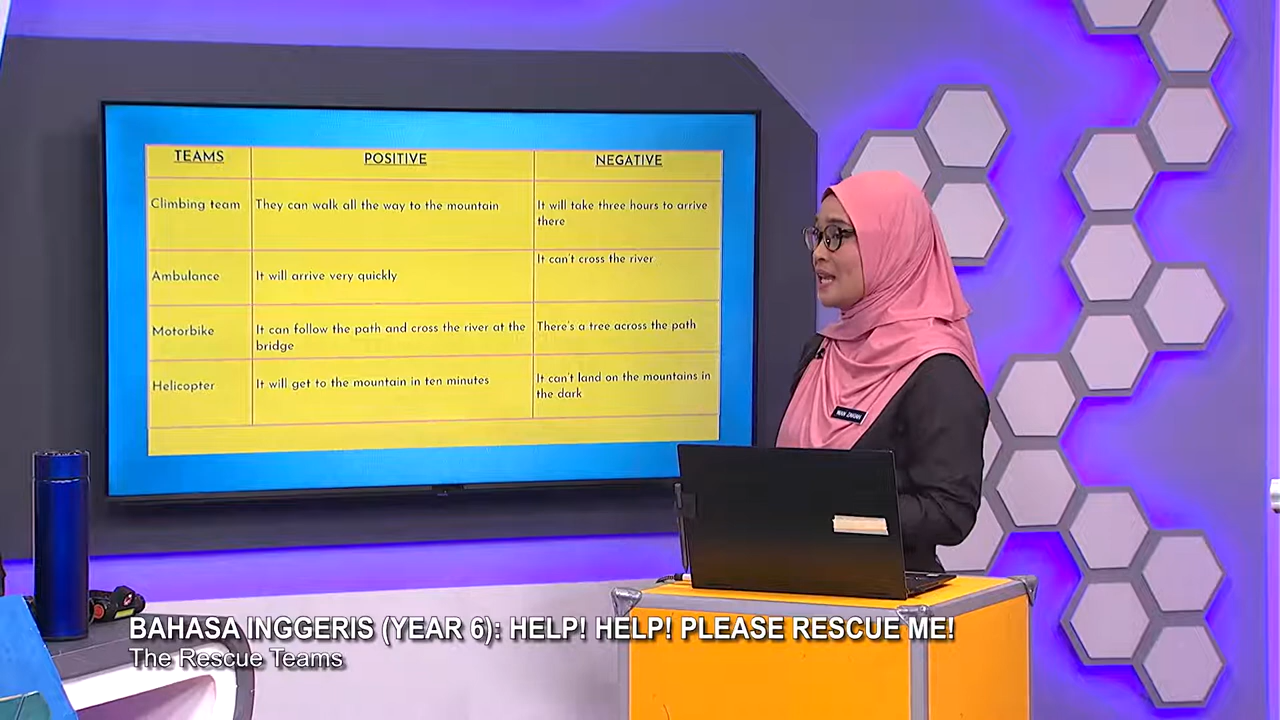 TEAMS POSITIVE NEGATIVE
Climbing team They can walk all the way to the mountain It will take three hours to arrive
there
Ambulance It will arrive very quickly It can't cross the river
Motorbike It can follow the path and cross the river at the There's a tree across the path
bridge
Helicopter It will get to the mountain in ten minutes It can't land on the mountains in
the dark
BAHASA INGGERIS (YEAR 6): HELP! HELP! PLEASE RESCUE ME!
The Rescue Teams